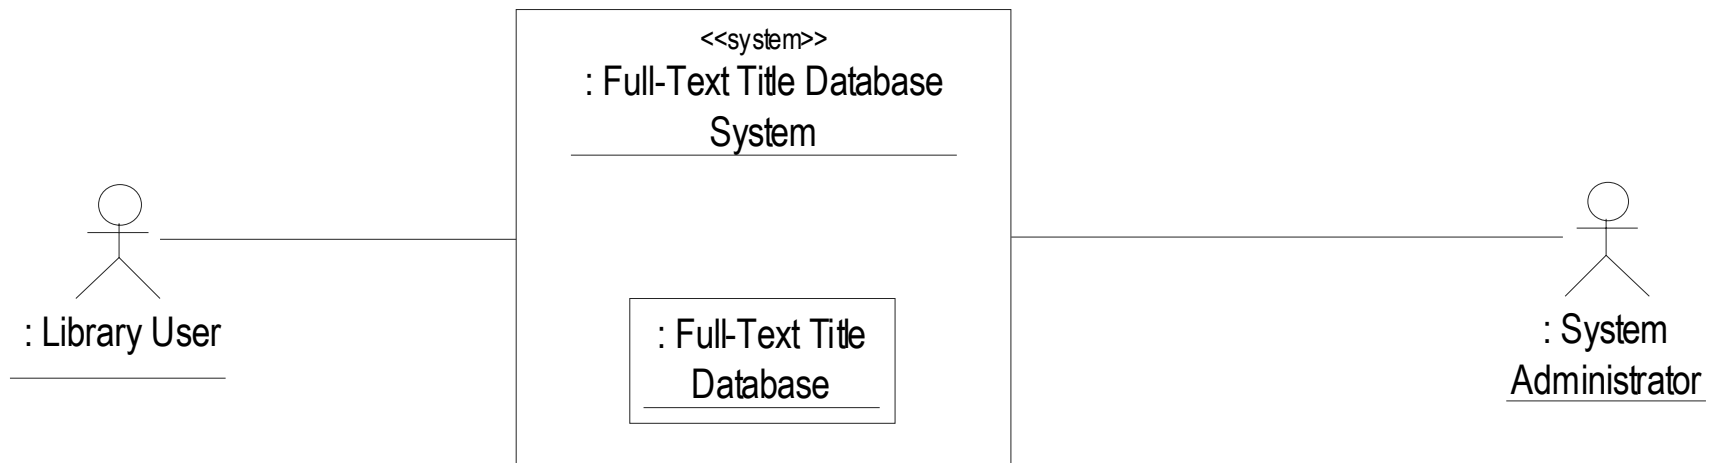 <<system>>
: Full-Text Title Database
System
: Library User
: Full-Text Title
Database
: System
Administrator